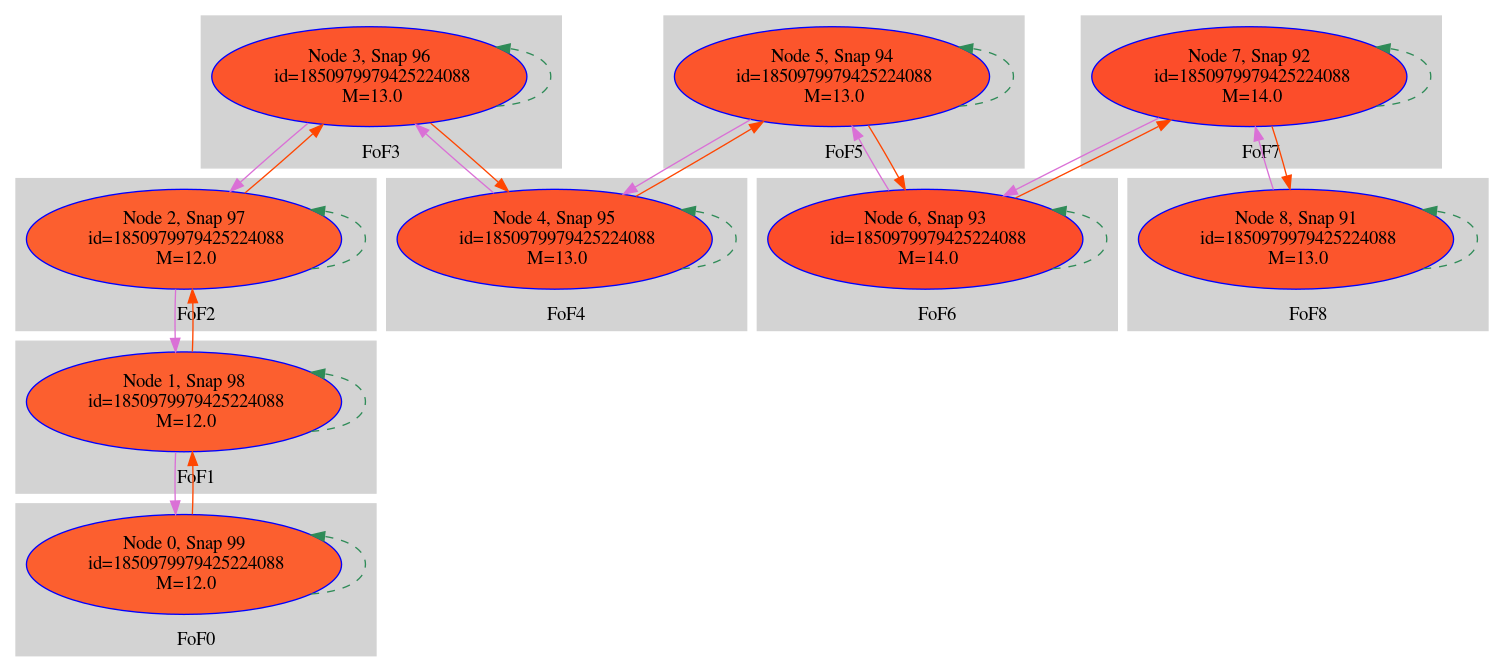 Node 3, Snap 96
id=1850979979425224088
M=13.0
FoF3
Node 5, Snap 94
id=1850979979425224088
M=13.0
FoF5
Node 7, Snap 92
id=1850979979425224088
M=14.0
FoF7
Node 2, Snap 97
id=1850979979425224088
M=12.0
FoF2
Node 4, Snap 95
id=1850979979425224088
M=13.0
FoF4
Node 6, Snap 93
id=1850979979425224088
M=14.0
FoF6
Node 8, Snap 91
id=1850979979425224088
M=13.0
FoF8
Node 1, Snap 98
id=1850979979425224088
M=12.0
FoF1
Node 0, Snap 99
id=1850979979425224088
M=12.0
FoF0